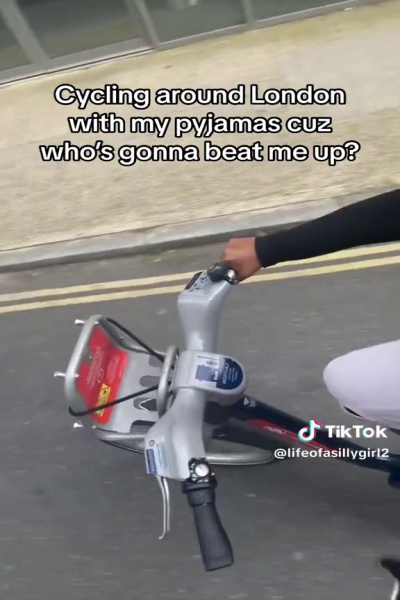 Cycling around London
with my pyjamas cuz
who's gonna beat me up?
TikTok
@lifeofasillygirl2